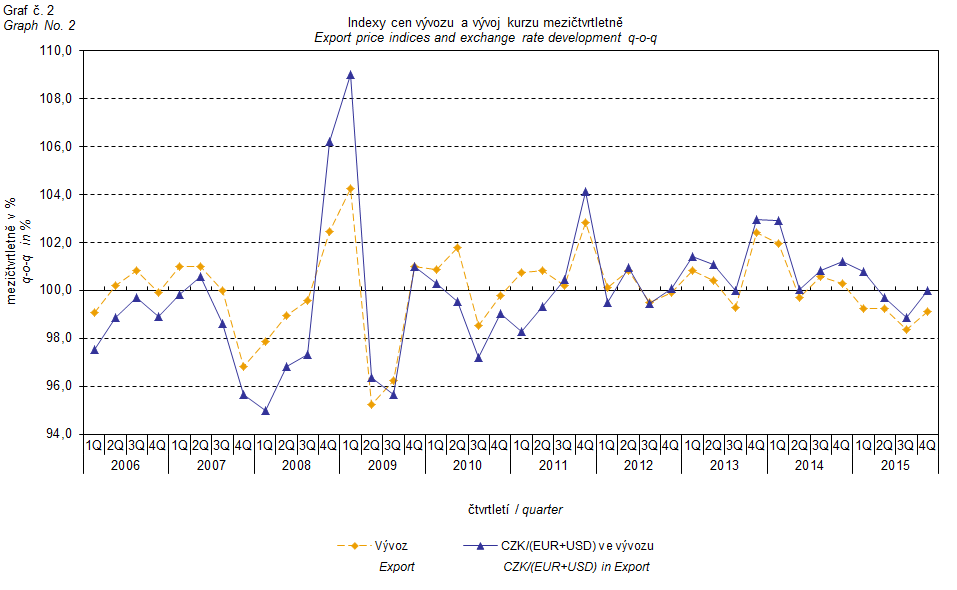 Graf č. 2
Graph No. 2
Indexy cen vývozu a vývoj kurzu mezičtvrtletně
Export price indices and exchange rate development q-o-q
mezičtvrtletně v %
q-o-q in %
110,0
108,0
106,0
104,0
102,0
100,0
98,0
96,0
94,0
1Q 2Q 3Q 4Q 1Q 2Q 3Q 4Q 1Q 2Q 3Q 4Q 1Q 2Q 3Q 4Q 1Q 2Q 3Q 4Q 1Q 2Q 3Q 4Q 1Q 2Q 3Q 4Q 1Q 2Q 3Q 4Q 1Q 2Q 3Q 4Q 1Q 2Q 3Q 4Q
2006 2007 2008 2009 2010 2011 2012 2013 2014 2015
čtvrtletí / quarter
Vývoz CZK/(EUR+USD) ve vývozu
Export CZK/(EUR+USD) in Export